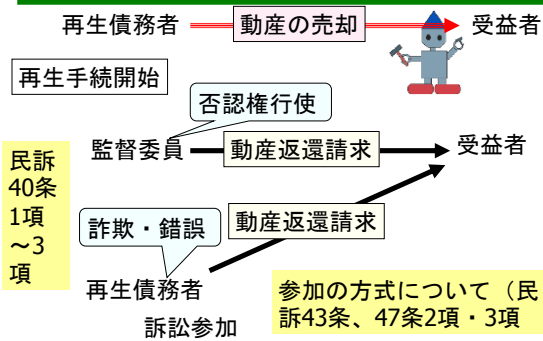 再生債務者
動産の売却
受益者
再生手続開始
否認権行使
監督委員
動産返還請求
受益者
民訴
40条
1項
～3
項
詐欺・錯誤
動産返還請求
再生債務者
訴訟参加
参加の方式について（民
訴43条、47条2項・3項